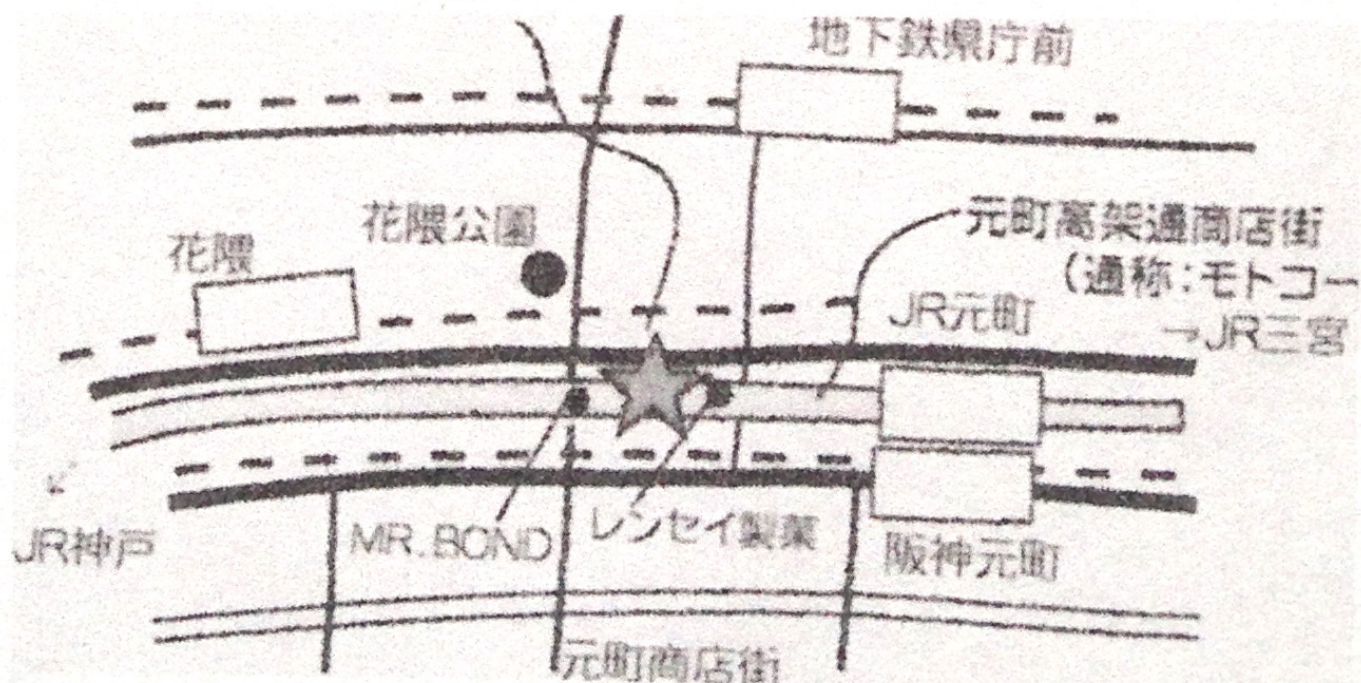 地下鉄県庁前
花隈公園
花隈
元町高架通商店街
(通称:モトコー
JR元町
→JR三宮
JR神戸
MR.BOND
レンセイ製菓
阪神元町
元町商店街